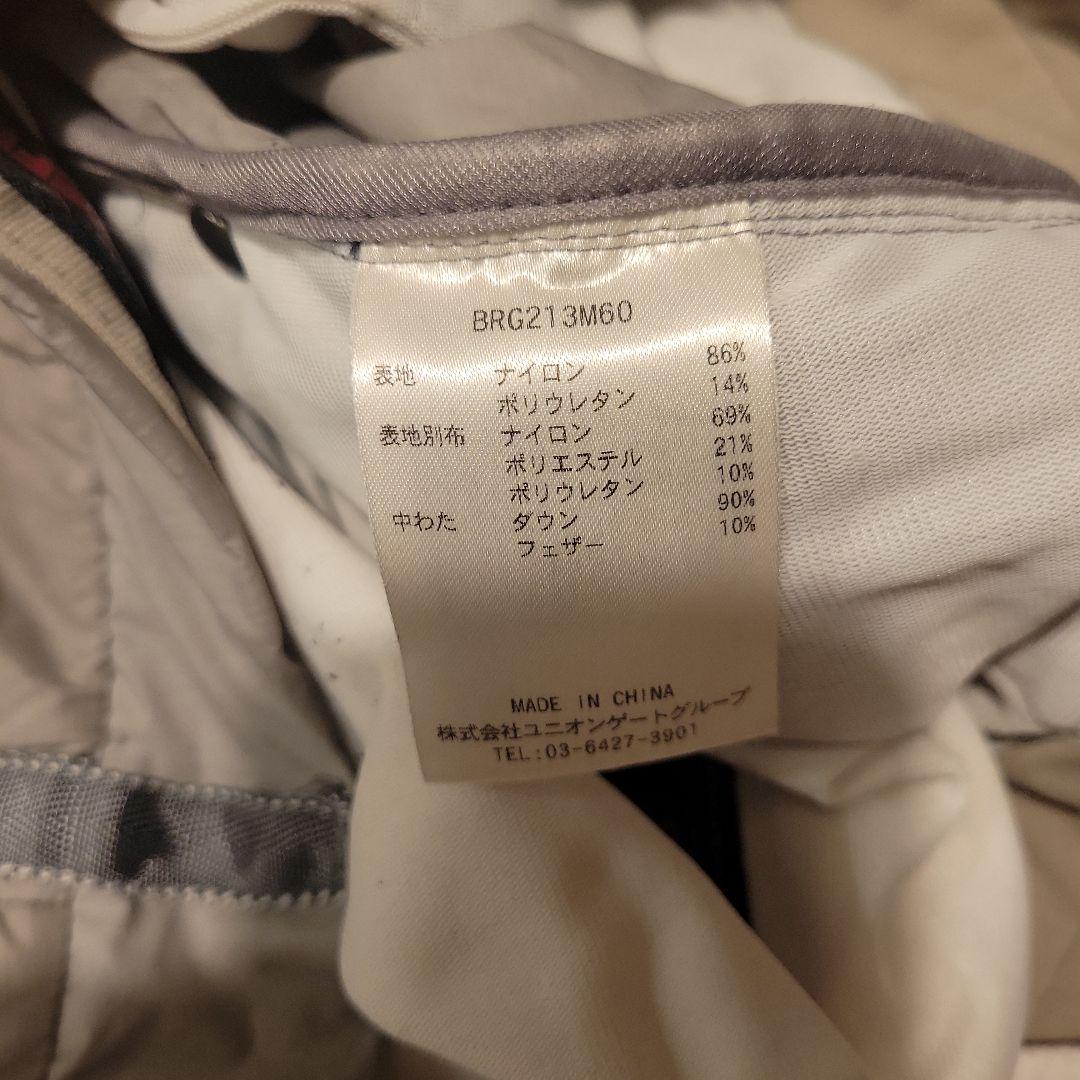 BRG213M60
表地 ナイロン 86%
ポリウレタン 14%
表地別布 ナイロン 69%
ポリエステル 21%
ポリウレタン 10%
中わた ダウン 90%
フェザー 10%
MADE IN CHINA
株式会社ユニオンゲートグループ
TEL:03-6427-3901